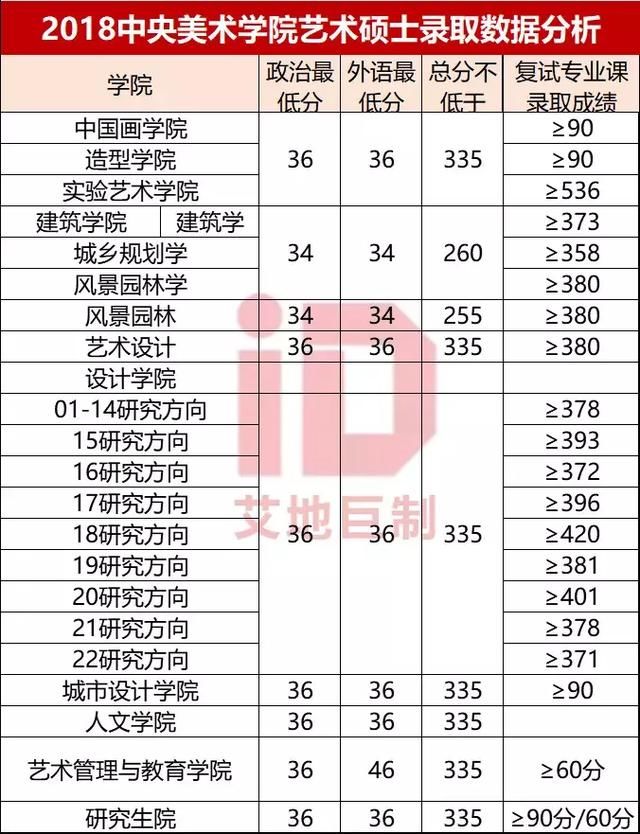 2018中央美术学院艺术硕士录取数据分析
学院 政治最低分 外语最低分 总分不低于 复试专业课录取成绩
中国画学院 ≥90
造型学院 36 36 335 ≥90
实验艺术学院 ≥536
建筑学院 建筑学 ≥373
城乡规划学 34 34 260 ≥358
风景园林学 ≥380
风景园林 34 34 255 ≥380
艺术设计 36 36 335 ≥380
设计学院
01-14研究方向 ≥378
15研究方向 ≥393
16研究方向 ≥372
17研究方向 ≥396
18研究方向 36 36 335 ≥420
19研究方向 ≥381
20研究方向 ≥401
21研究方向 ≥378
22研究方向 ≥371
城市设计学院 36 36 335 ≥90
人文学院 36 36 335
艺术管理与教育学院 36 46 335 ≥60分
研究生院 36 36 335 ≥90分/60分
iD
艾地巨制